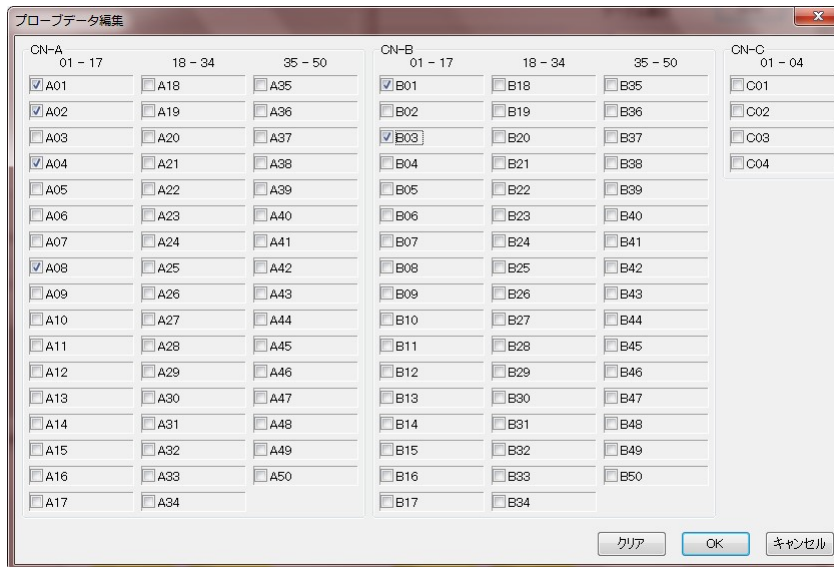 プローブデータ編集
CN-A CN-B CN-C
01 - 17 18 - 34 35 - 50 01 - 17 18 - 34 35 - 50 01 - 04
A01 A18 A35 B01 B18 B35 C01
A02 A19 A36 B02 B19 B36 C02
A03 A20 A37 B03 B20 B37 C03
A04 A21 A38 B04 B21 B38 C04
A05 A22 A39 B05 B22 B39
A06 A23 A40 B06 B23 B40
A07 A24 A41 B07 B24 B41
A08 A25 A42 B08 B25 B42
A09 A26 A43 B09 B26 B43
A10 A27 A44 B10 B27 B44
A11 A28 A45 B11 B28 B45
A12 A29 A46 B12 B29 B46
A13 A30 A47 B13 B30 B47
A14 A31 A48 B14 B31 B48
A15 A32 A49 B15 B32 B49
A16 A33 A50 B16 B33 B50
A17 A34 B17 B34
クリア OK キャンセル